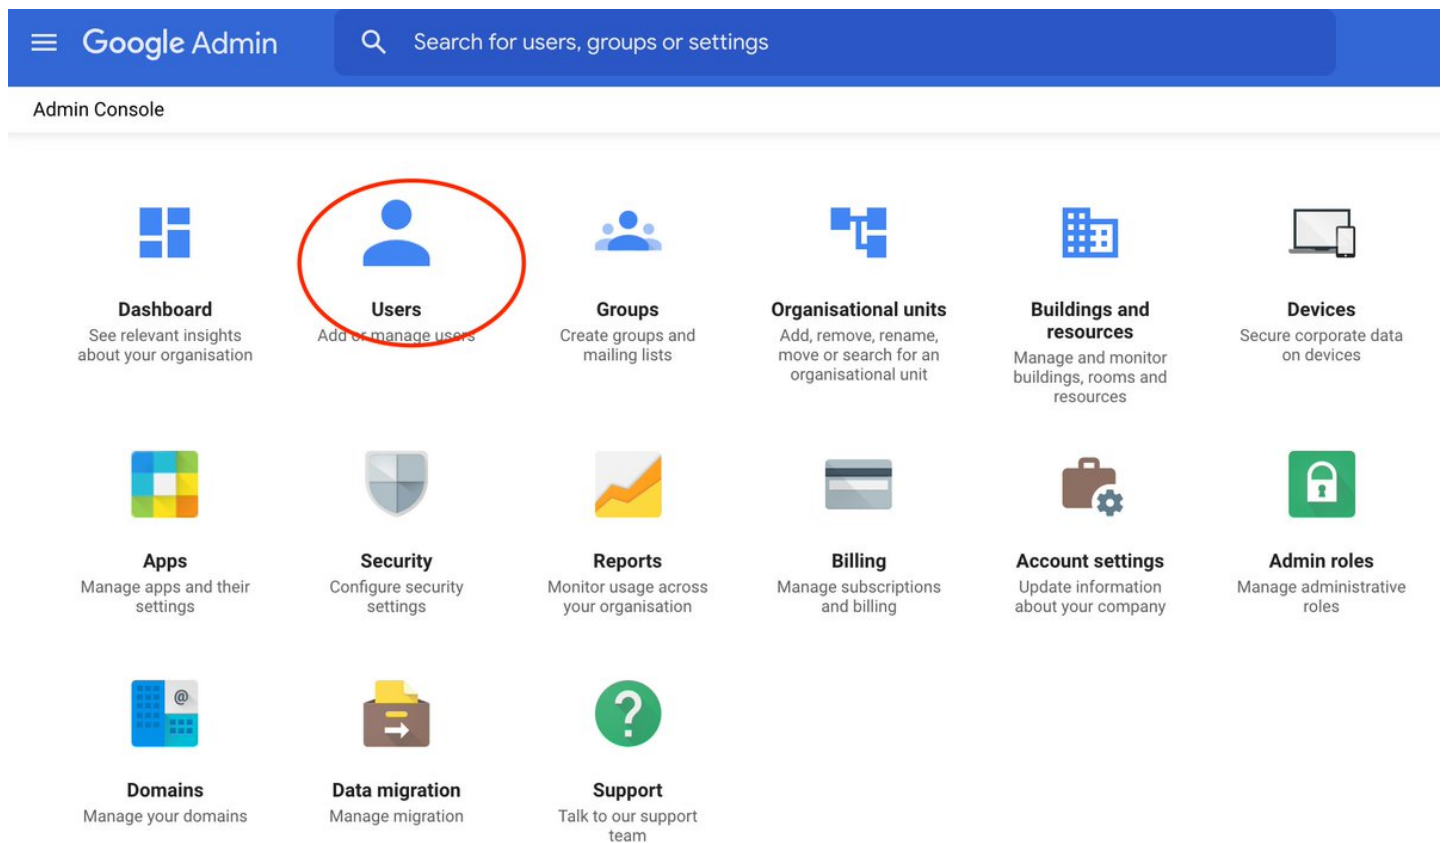 Google Admin
Search for users, groups or settings
Admin Console
Dashboard
See relevant insights
about your organisation
Users
Add or manage users
Groups
Create groups and
mailing lists
Organisational units
Add, remove, rename,
move or search for an
organisational unit
Buildings and
resources
Manage and monitor
buildings, rooms and
resources
Devices
Secure corporate data
on devices
Apps
Manage apps and their
settings
Security
Configure security
settings
Reports
Monitor usage across
your organisation
Billing
Manage subscriptions
and billing
Account settings
Update information
about your company
Admin roles
Manage administrative
roles
@
Domains
Manage your domains
Data migration
Manage migration
?
Support
Talk to our support
team